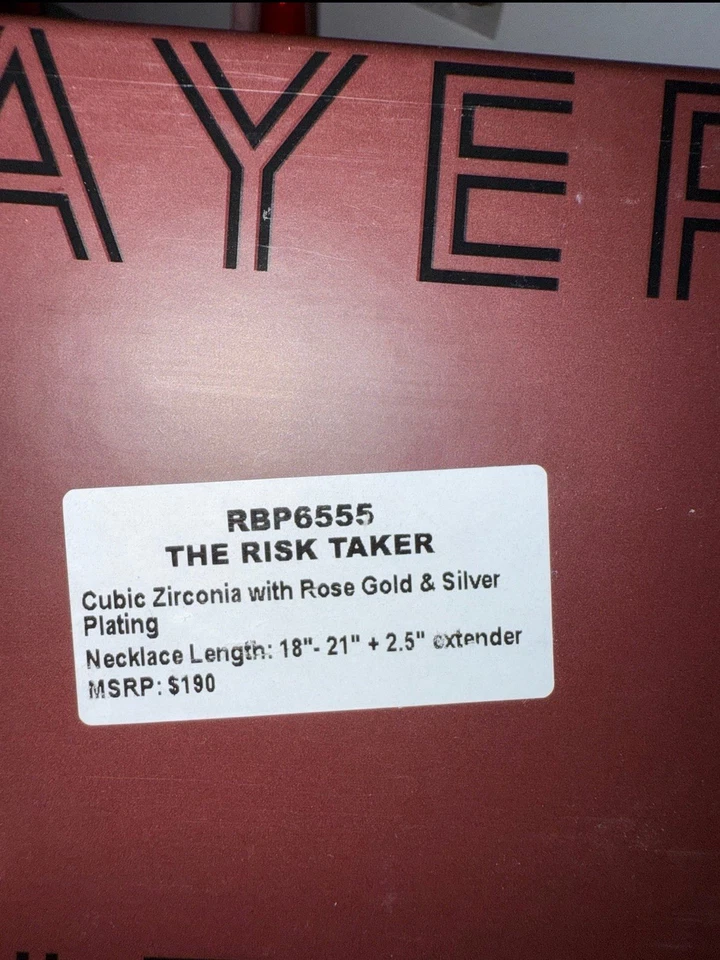 AYER
RBP6555
THE RISK TAKER
Cubic Zirconia with Rose Gold & Silver
Plating
Necklace Length: 18"- 21" + 2.5" extender
MSRP: $190